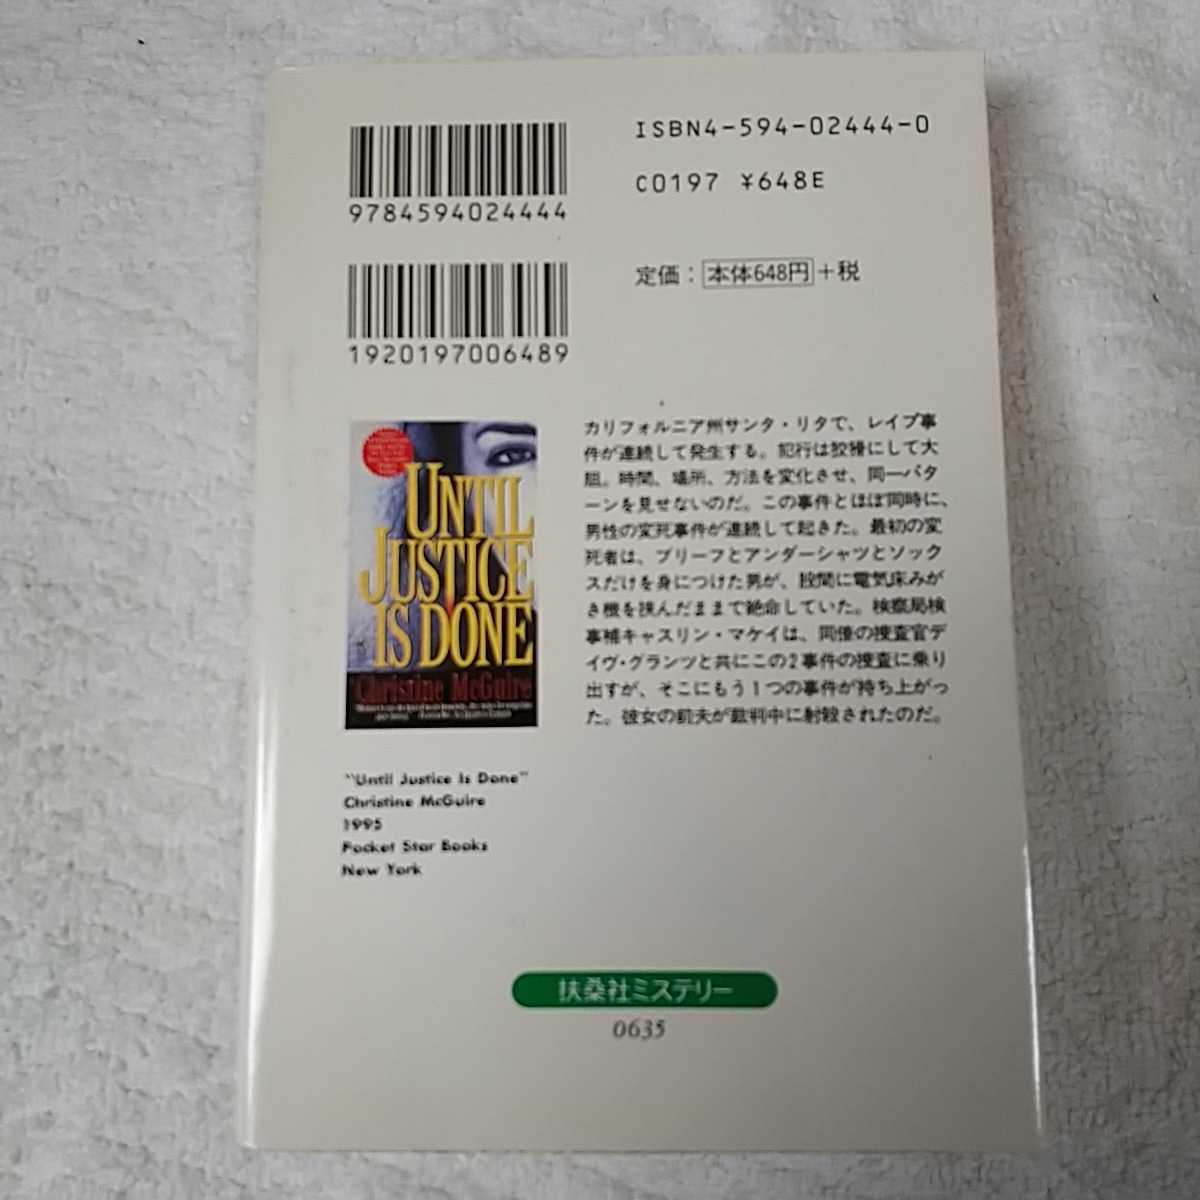 ISBN4-594-02444-0
C0197 ¥648E
9784594024444
定価：本体648円＋税
1920197006489
カリフォルニア州サンタ・リタで、レイプ事
件が連続して発生する。犯行は狡猾にして大
胆。時間、場所、方法を変化させ、同一パタ
ーンを見せないのだ。この事件とほぼ同時に、
男性の変死事件が連続して起きた。最初の変
死者は、ブリーフとアンダーシャツとソック
スだけを身につけた男が、股間に電気床みが
き機を挟んだままで絶命していた。検察局検
事補キャスリン・マケイは、同僚の捜査官デ
イヴ・グランツと共にこの2事件の捜査に乗り
出すが、そこにもう1つの事件が持ち上がっ
た。彼女の前夫が裁判中に射殺されたのだ。
UNTIL
JUSTICE
IS DONE
Christine McGuire
"Until Justice Is Done"
Christine McGuire
1995
Pocket Star Books
New York
扶桑社ミステリー
0635